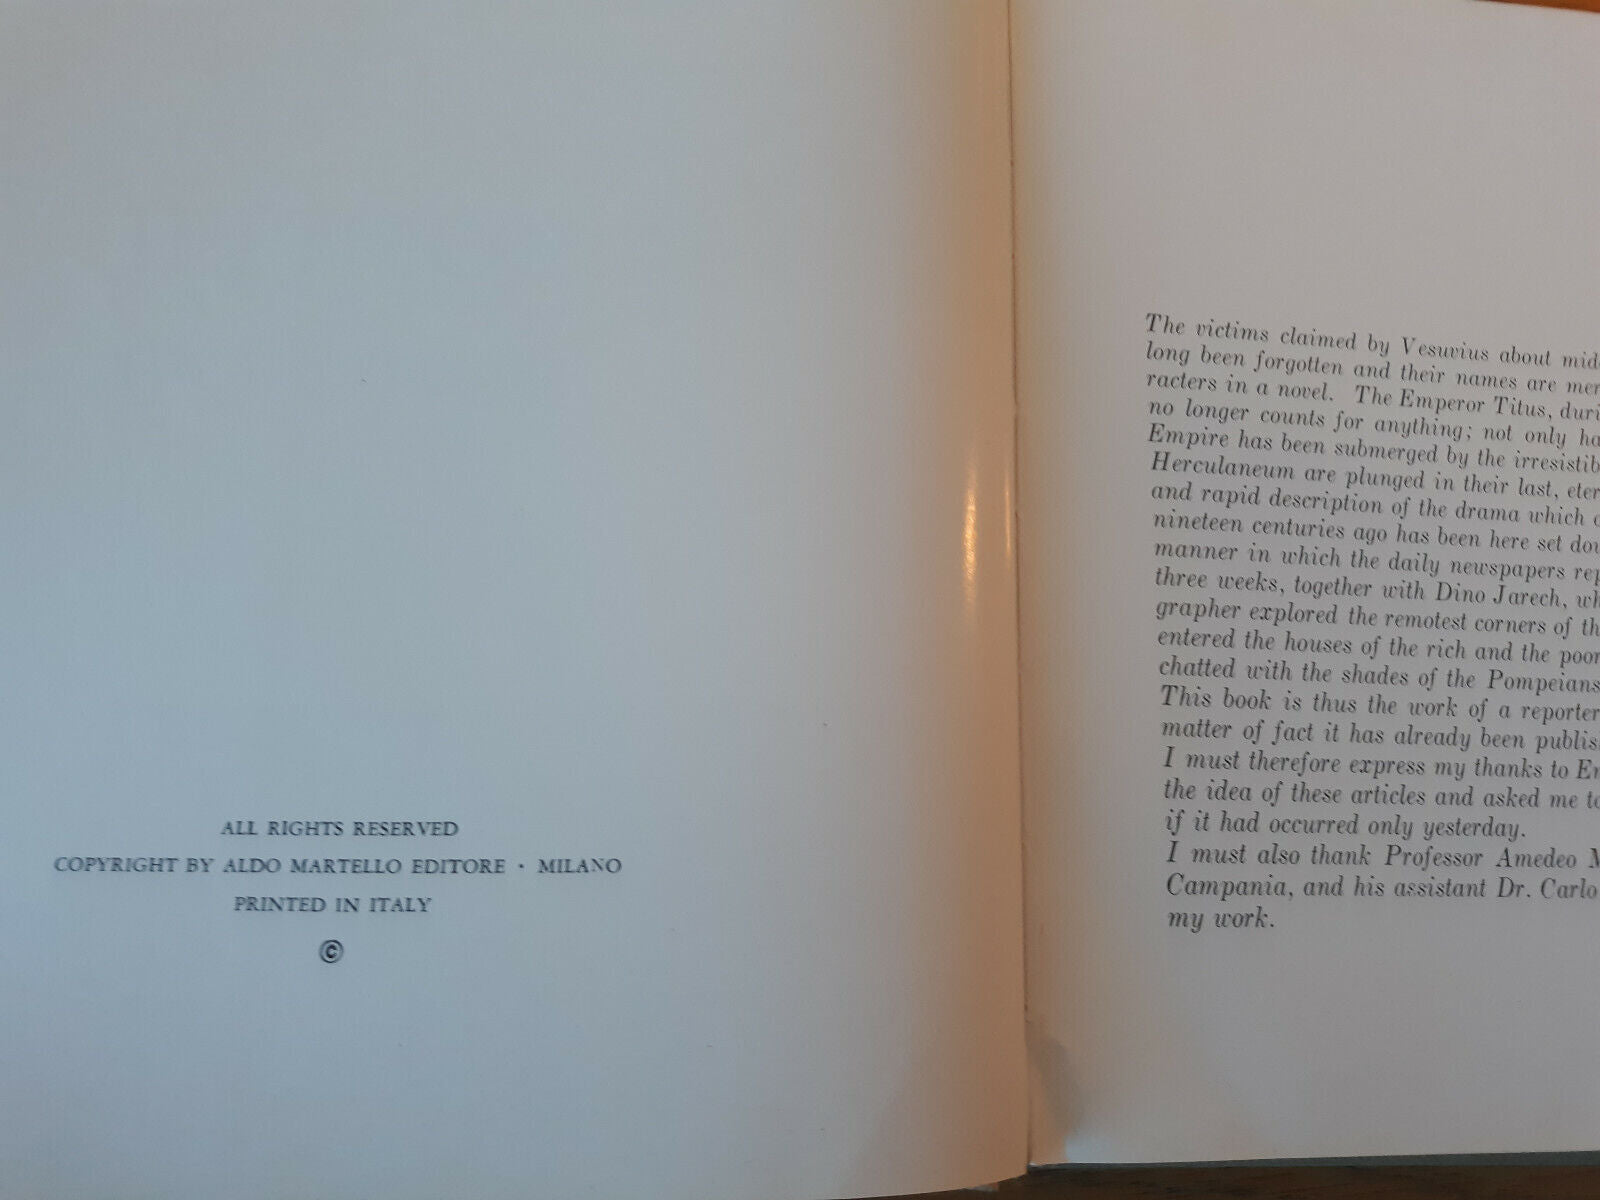 ALL RIGHTS RESERVED
COPYRIGHT BY ALDO MARTELLO EDITORE · MILANO
PRINTED IN ITALY
©
The victims claimed by Vesuvius about mid
long been forgotten and their names are mer
racters in a novel. The Emperor Titus, duri
no longer counts for anything; not only ha
Empire has been submerged by the irresistib
Herculaneum are plunged in their last, eter
and rapid description of the drama which
nineteen centuries ago has been here set dow
manner in which the daily newspapers rep
three weeks, together with Dino Jarech, wh
grapher explored the remotest corners of th
entered the houses of the rich and the poor
chatted with the shades of the Pompeians
This book is thus the work of a reporter
matter of fact it has already been publis
I must therefore express my thanks to
the idea of these articles and asked me to
if it had occurred only yesterday.
I must also thank Professor Amedeo M
Campania, and his assistant Dr. Carlo
my work.